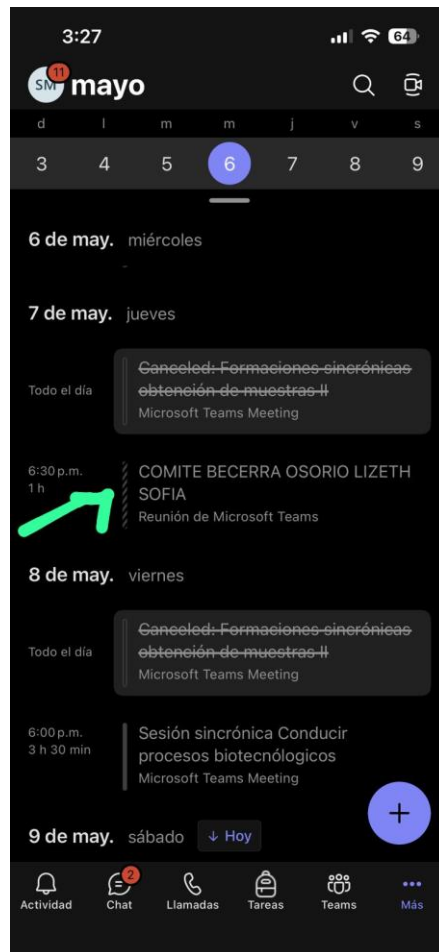 3:27
64
SM
11
mayo
d l m m j v s
3 4 5 6 7 8 9
6 de may. miércoles
7 de may. jueves
Todo el día
Canceled: Formaciones sincrónicas
obtención de muestras II
Microsoft Teams Meeting
6:30 p.m.
1 h
COMITE BECERRA OSORIO LIZETH
SOFIA
Reunión de Microsoft Teams
8 de may. viernes
Todo el día
Canceled: Formaciones sincrónicas
obtención de muestras II
Microsoft Teams Meeting
6:00 p.m.
3 h 30 min
Sesión sincrónica Conducir
procesos biotecnólogicos
Microsoft Teams Meeting
9 de may. sábado ↓ Hoy
2
Actividad Chat Llamadas Tareas Teams Más